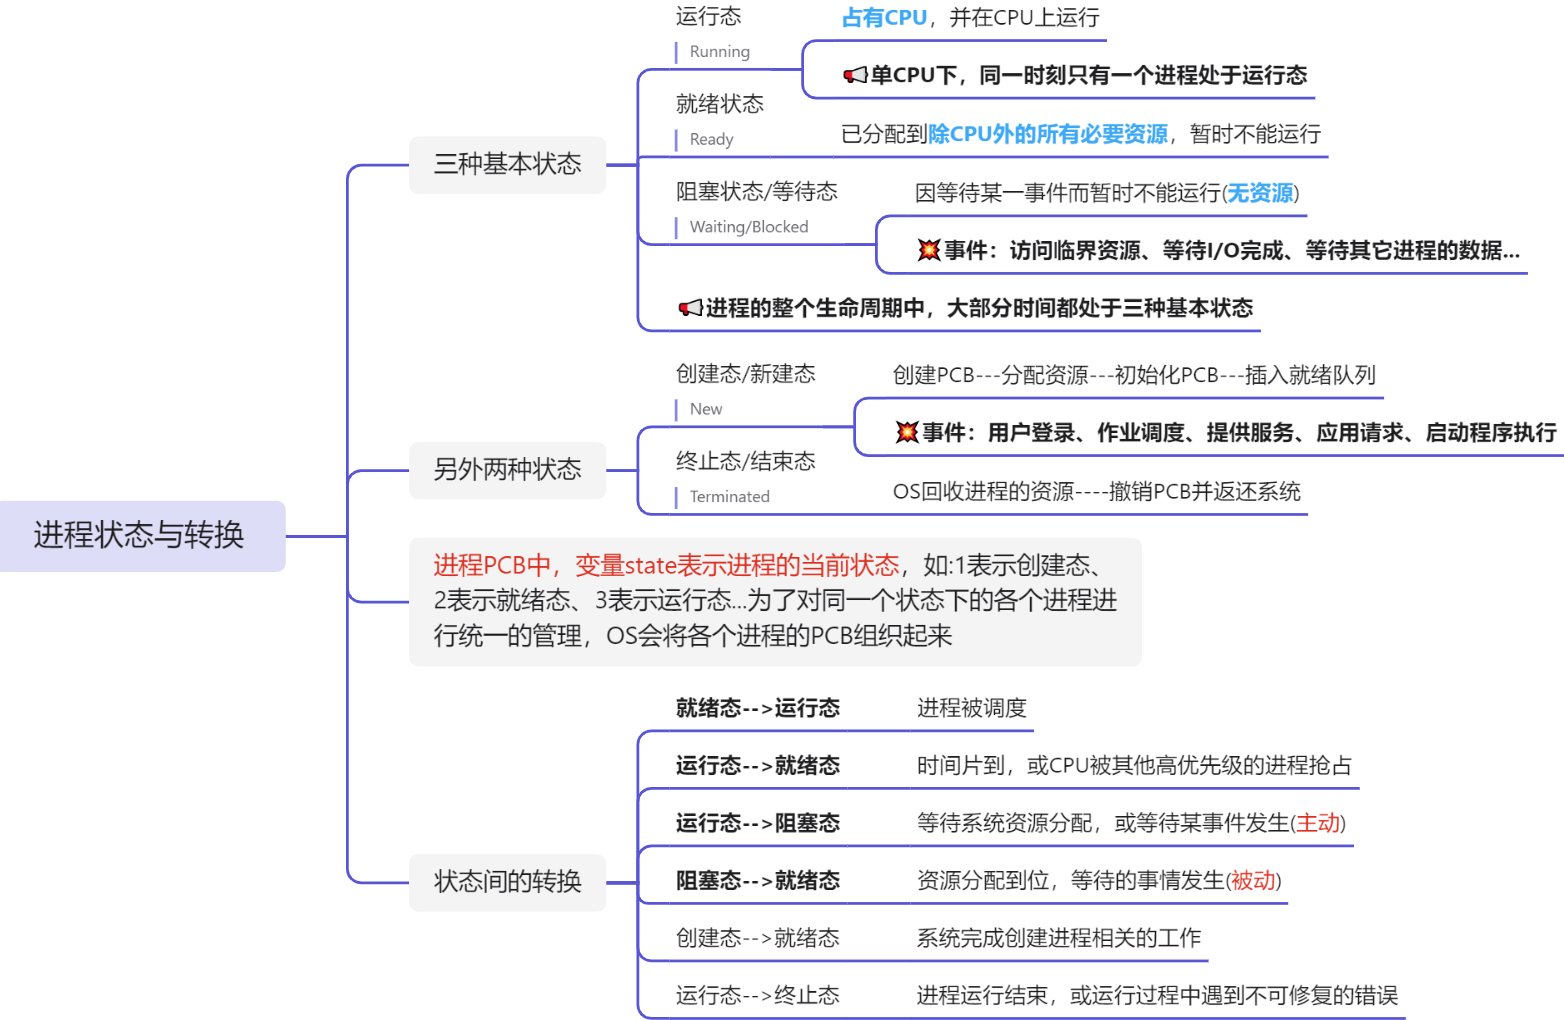 进程状态与转换
三种基本状态
运行态
Running
占有CPU，并在CPU上运行
单CPU下，同一时刻只有一个进程处于运行态
就绪状态
Ready
已分配到除CPU外的所有必要资源，暂时不能运行
阻塞状态/等待态
Waiting/Blocked
因等待某一事件而暂时不能运行(无资源)
事件：访问临界资源、等待I/O完成、等待其它进程的数据...
进程的整个生命周期中，大部分时间都处于三种基本状态
另外两种状态
创建态/新建态
New
创建PCB---分配资源---初始化PCB---插入就绪队列
事件：用户登录、作业调度、提供服务、应用请求、启动程序执行
终止态/结束态
Terminated
OS回收进程的资源----撤销PCB并返还系统
进程PCB中，变量state表示进程的当前状态，如:1表示创建态、
2表示就绪态、3表示运行态...为了对同一个状态下的各个进程进
行统一的管理，OS会将各个进程的PCB组织起来
状态间的转换
就绪态-->运行态
进程被调度
运行态-->就绪态
时间片到，或CPU被其他高优先级的进程抢占
运行态-->阻塞态
等待系统资源分配，或等待某事件发生(主动)
阻塞态-->就绪态
资源分配到位，等待的事情发生(被动)
创建态-->就绪态
系统完成创建进程相关的工作
运行态-->终止态
进程运行结束，或运行过程中遇到不可修复的错误